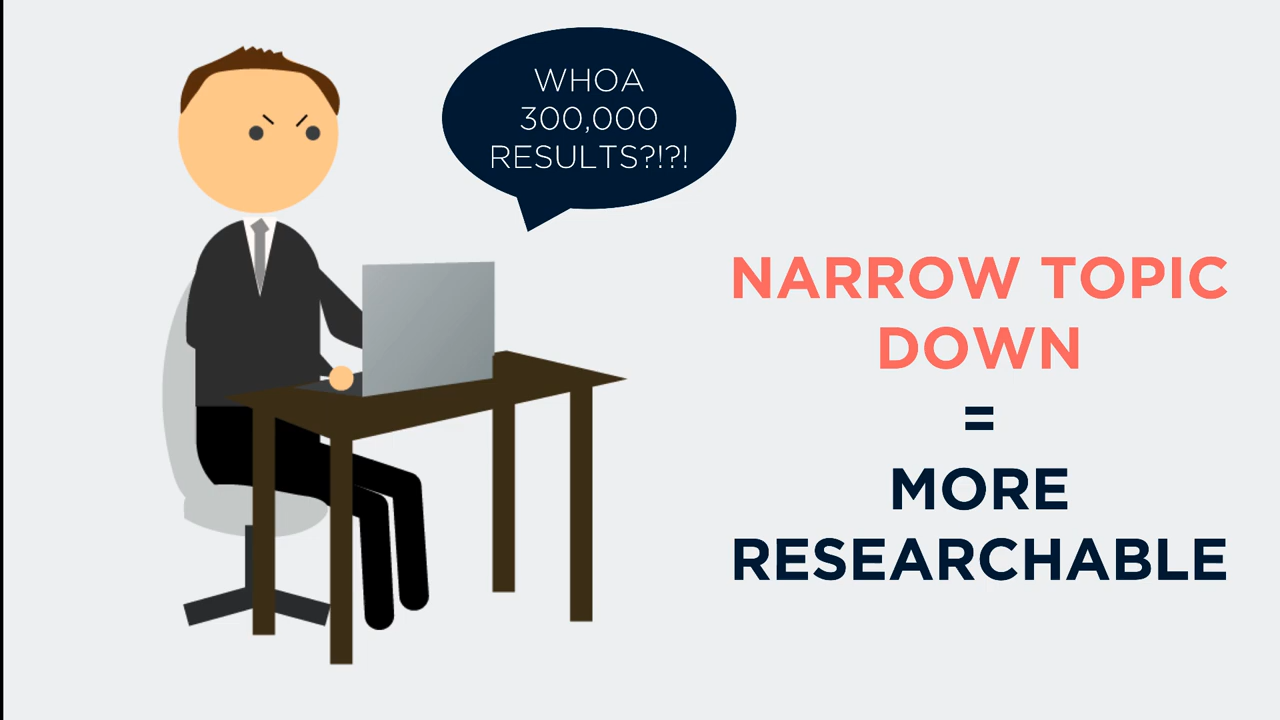 WHOA
300,000
RESULTS?!?!
NARROW TOPIC
DOWN
=
MORE
RESEARCHABLE